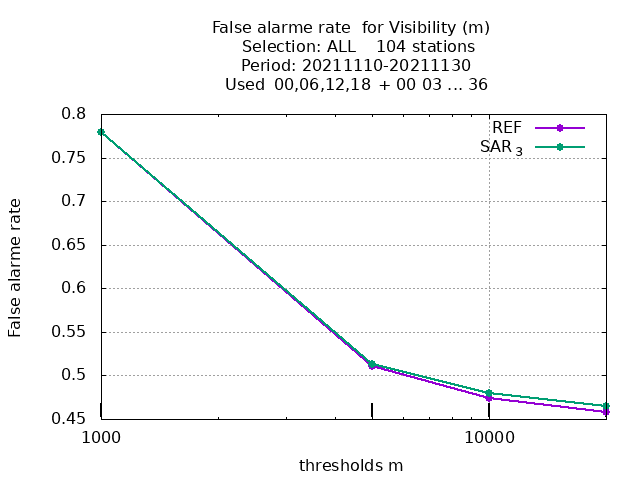 False alarme rate  for Visibility (m)
Selection: ALL    104 stations
Period: 20211110-20211130
Used  00,06,12,18  + 00 03 ... 36
REF
SAR 3
0.8
0.75
0.7
0.65
0.6
0.55
0.5
0.45
False alarme rate
1000
10000
thresholds m